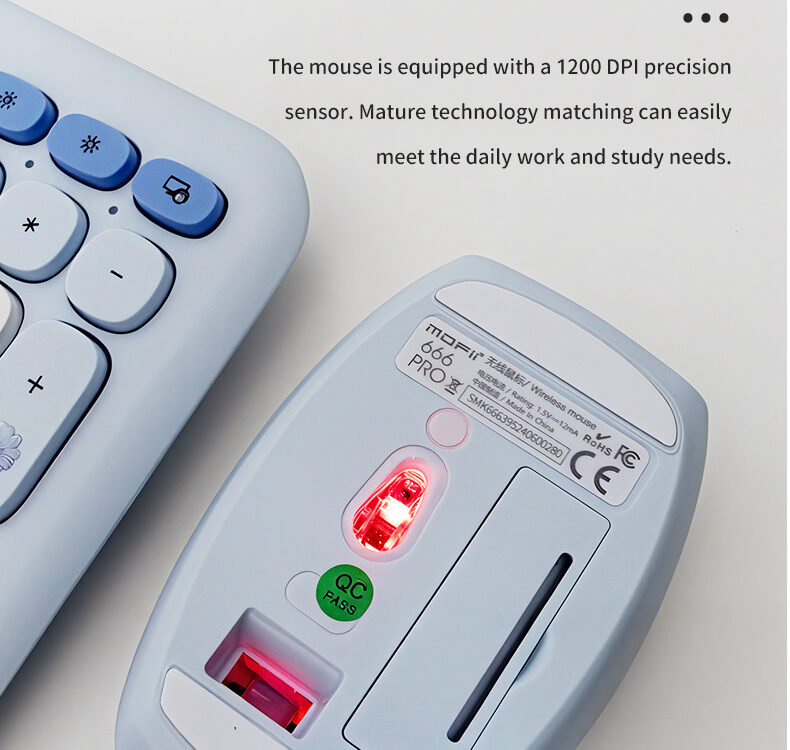 The mouse is equipped with a 1200 DPI precision
sensor. Mature technology matching can easily
meet the daily work and study needs.
*
-
+
MOFII® 无线鼠标/ Wireless mouse
666
PRO
电压电流 / Rating: 1.5V⎓12mA
中国制造 / Made in China
RoHS
FC
SMK666395240600280
CE
QC
PABS